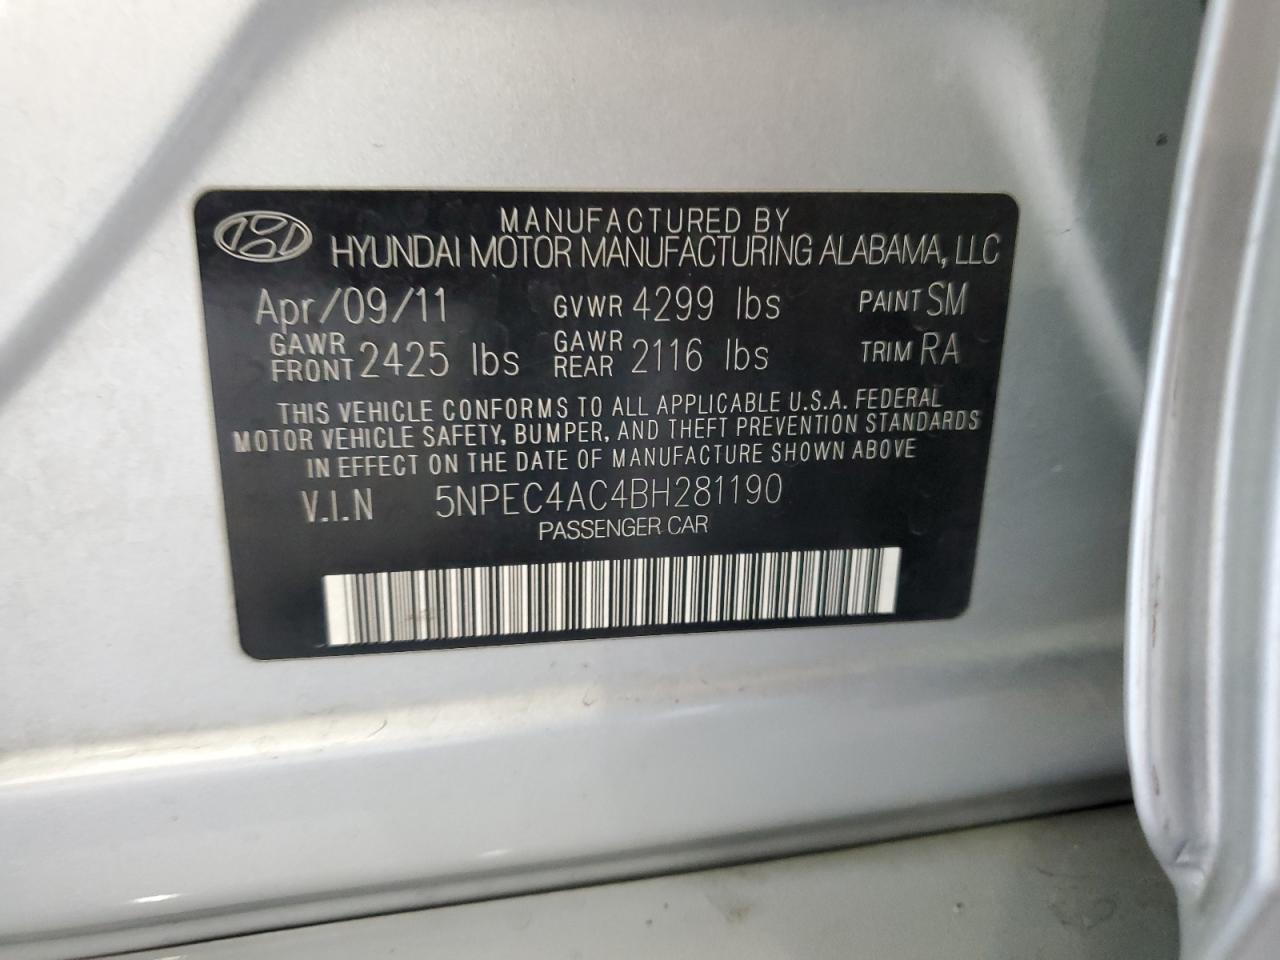 MANUFACTURED BY
HYUNDAI MOTOR MANUFACTURING ALABAMA, LLC
Apr/09/11 GVWR 4299 lbs PAINT SM
GAWR FRONT 2425 lbs GAWR REAR 2116 lbs TRIM RA
THIS VEHICLE CONFORMS TO ALL APPLICABLE U.S.A. FEDERAL
MOTOR VEHICLE SAFETY, BUMPER, AND THEFT PREVENTION STANDARDS
IN EFFECT ON THE DATE OF MANUFACTURE SHOWN ABOVE
V.I.N 5NPEC4AC4BH281190
PASSENGER CAR